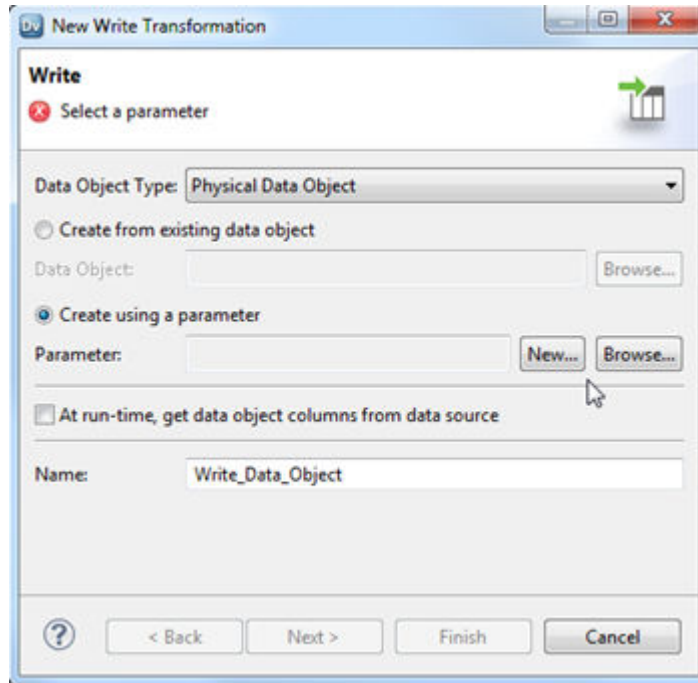 Dv New Write Transformation
Write
Select a parameter
Data Object Type: Physical Data Object
Create from existing data object
Data Object: Browse...
Create using a parameter
Parameter: New... Browse...
At run-time, get data object columns from data source
Name: Write_Data_Object
? < Back Next > Finish Cancel